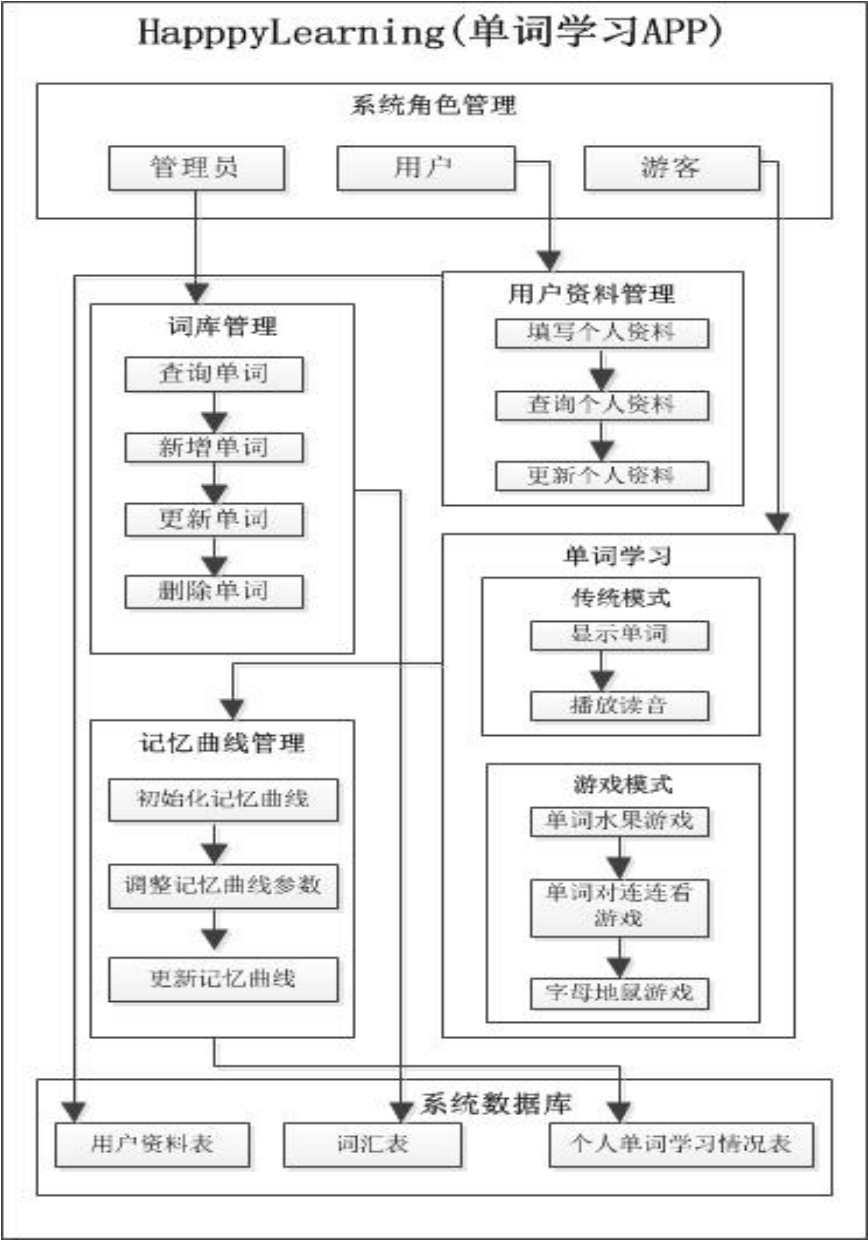 HapppyLearning(单词学习APP)
系统角色管理
管理员
用户
游客
词库管理
查询单词
新增单词
更新单词
删除单词
用户资料管理
填写个人资料
查询个人资料
更新个人资料
单词学习
传统模式
显示单词
播放读音
游戏模式
单词水果游戏
单词对连连看
游戏
字母地鼠游戏
记忆曲线管理
初始化记忆曲线
调整记忆曲线参数
更新记忆曲线
系统数据库
用户资料表
词汇表
个人单词学习情况表